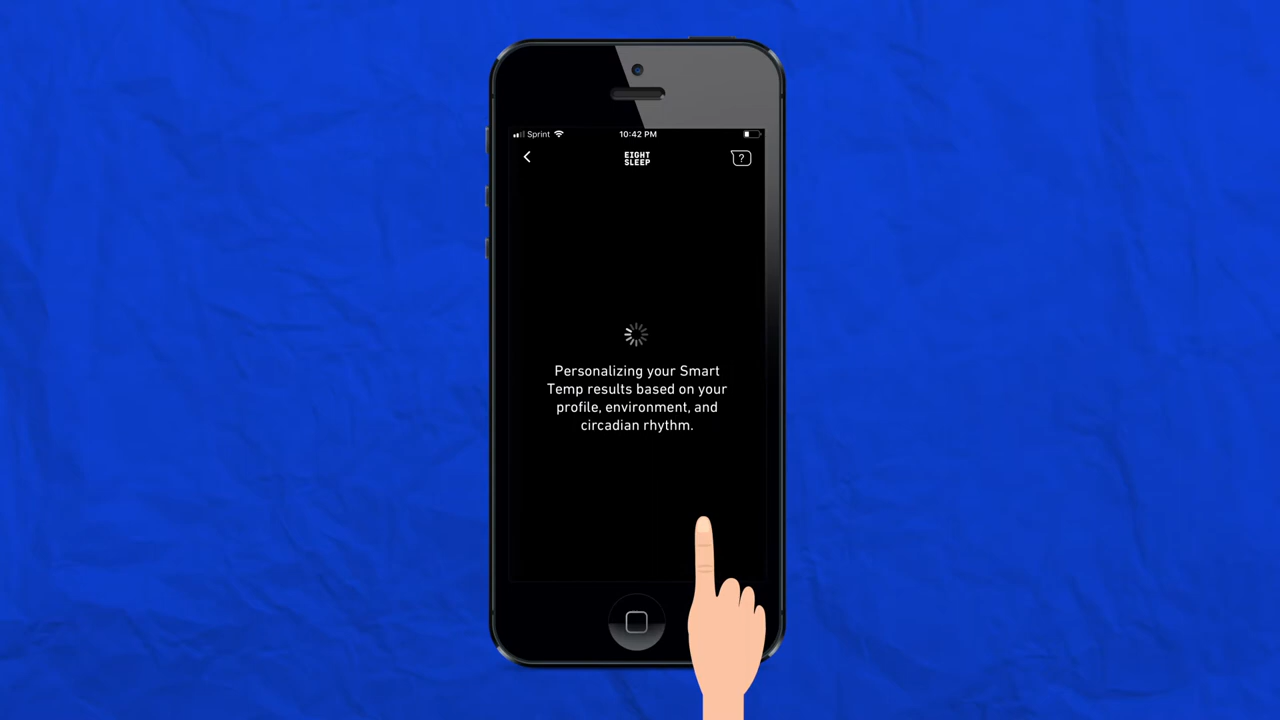 Sprint 10:42 PM
EIGHT
SLEEP
?
Personalizing your Smart
Temp results based on your
profile, environment, and
circadian rhythm.